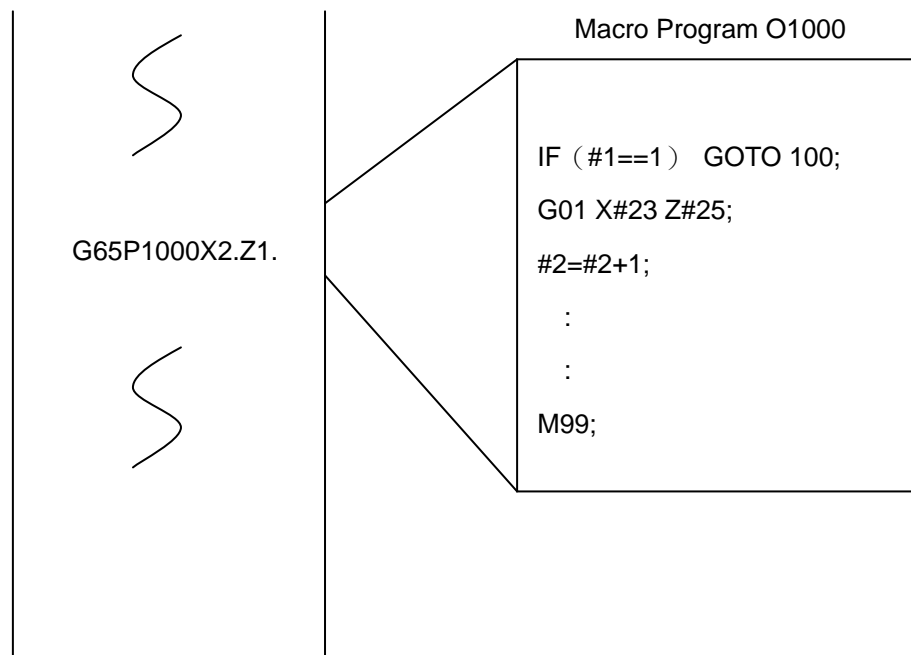 Macro Program O1000
IF（#1==1） GOTO 100;
G01 X#23 Z#25;
G65P1000X2.Z1.
#2=#2+1;
:
:
M99;